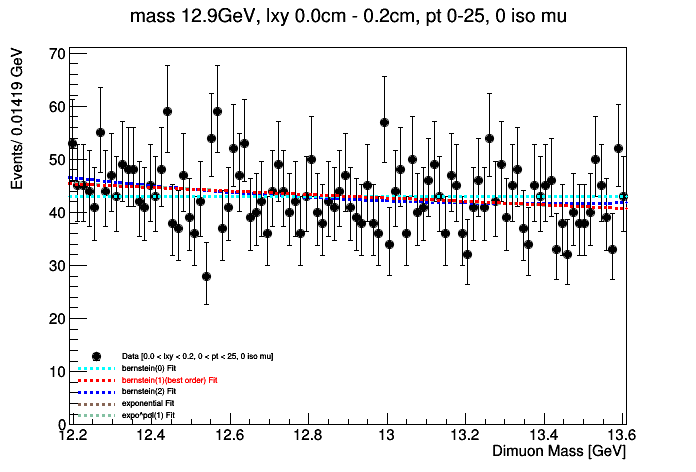 mass 12.9GeV, lxy 0.0cm - 0.2cm, pt 0-25, 0 iso mu
Events/ 0.01419 GeV
70
60
50
40
30
20
10
0
Data [0.0 < lxy < 0.2, 0 < pt < 25, 0 iso mu]
bernstein(0) Fit
bernstein(1)(best order) Fit
bernstein(2) Fit
exponential Fit
expo*pol(1) Fit
12.2 12.4 12.6 12.8 13 13.2 13.4 13.6
Dimuon Mass [GeV]